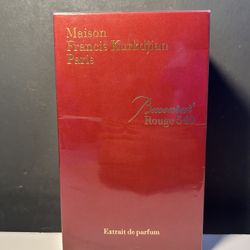 Maison
Francis Kurkdjian
Paris
Baccarat
Rouge 540
Extrait de parfum